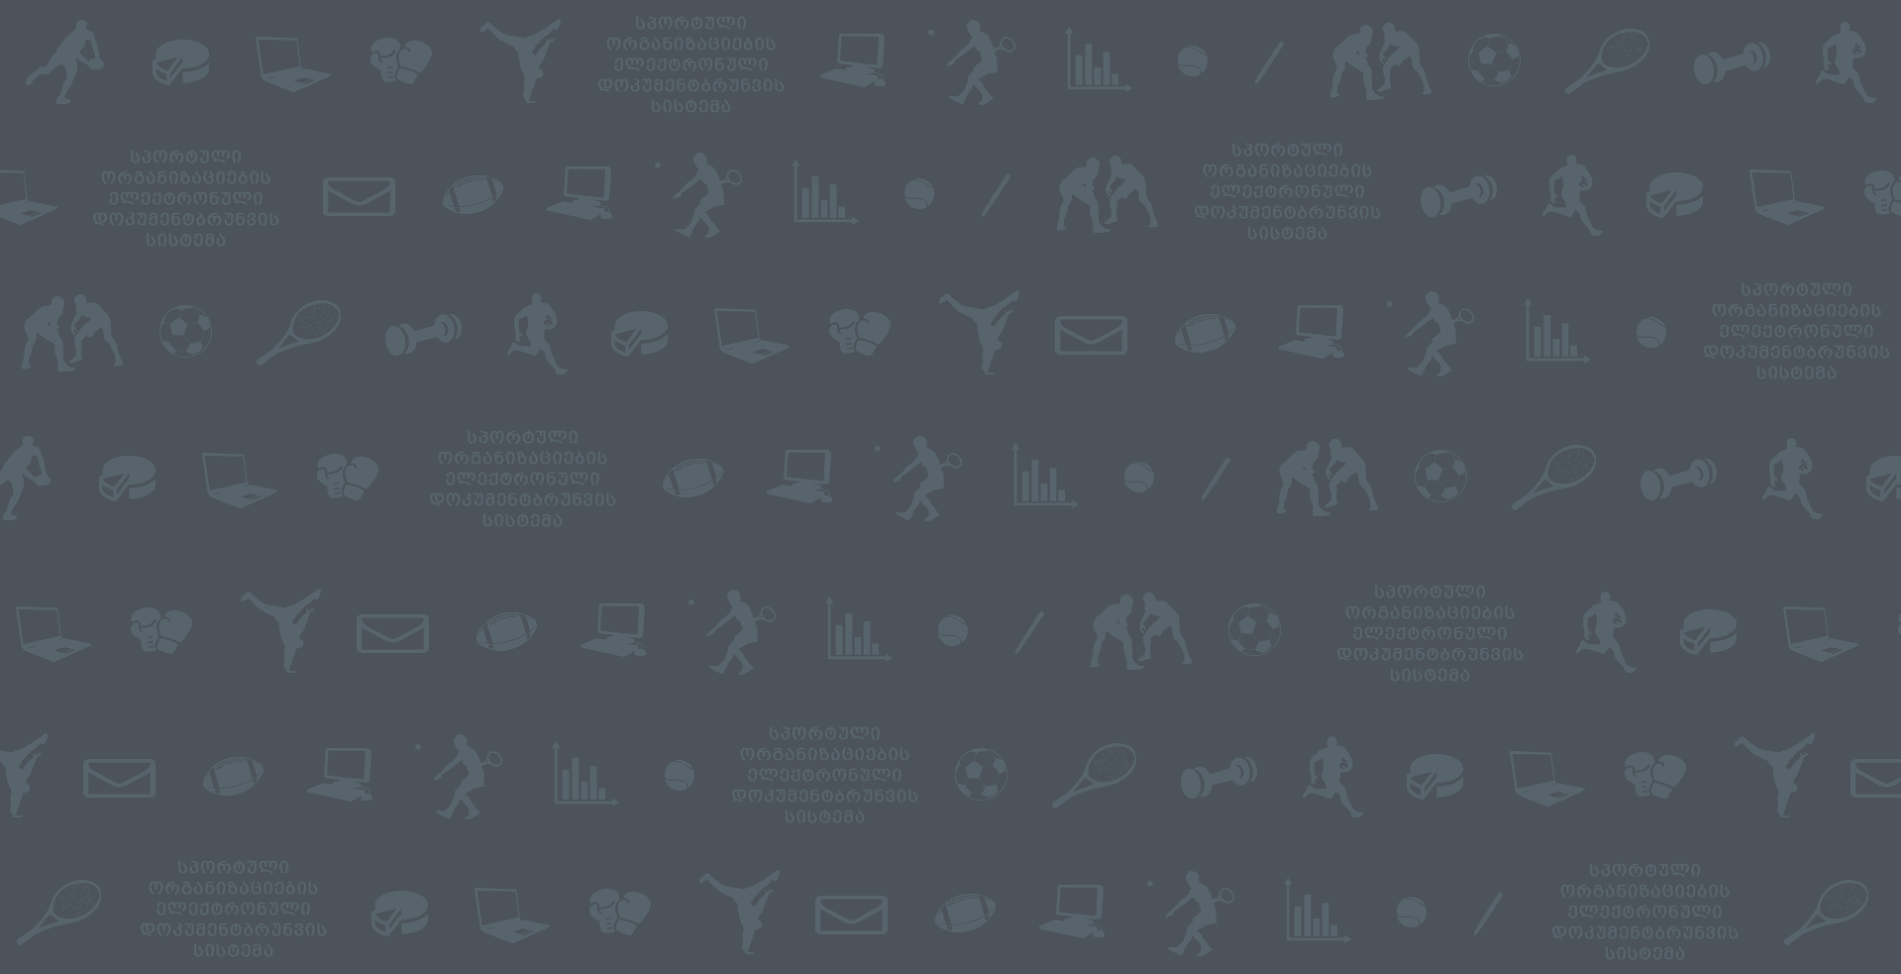 ᲡᲞᲝᲠᲢᲣᲚᲘ
ᲝᲠᲒᲐᲜᲘᲖᲐᲪᲘᲔᲑᲘᲡ
ᲔᲚᲔᲥᲢᲠᲝᲜᲣᲚᲘ
ᲓᲝᲙᲣᲛᲔᲜᲢᲑᲠᲣᲜᲕᲘᲡ
ᲡᲘᲡᲢᲔᲛᲐ
ᲡᲞᲝᲠᲢᲣᲚᲘ
ᲝᲠᲒᲐᲜᲘᲖᲐᲪᲘᲔᲑᲘᲡ
ᲔᲚᲔᲥᲢᲠᲝᲜᲣᲚᲘ
ᲓᲝᲙᲣᲛᲔᲜᲢᲑᲠᲣᲜᲕᲘᲡ
ᲡᲘᲡᲢᲔᲛᲐ
ᲡᲞᲝᲠᲢᲣᲚᲘ
ᲝᲠᲒᲐᲜᲘᲖᲐᲪᲘᲔᲑᲘᲡ
ᲔᲚᲔᲥᲢᲠᲝᲜᲣᲚᲘ
ᲓᲝᲙᲣᲛᲔᲜᲢᲑᲠᲣᲜᲕᲘᲡ
ᲡᲘᲡᲢᲔᲛᲐ
ᲡᲞᲝᲠᲢᲣᲚᲘ
ᲝᲠᲒᲐᲜᲘᲖᲐᲪᲘᲔᲑᲘᲡ
ᲔᲚᲔᲥᲢᲠᲝᲜᲣᲚᲘ
ᲓᲝᲙᲣᲛᲔᲜᲢᲑᲠᲣᲜᲕᲘᲡ
ᲡᲘᲡᲢᲔᲛᲐ
ᲡᲞᲝᲠᲢᲣᲚᲘ
ᲝᲠᲒᲐᲜᲘᲖᲐᲪᲘᲔᲑᲘᲡ
ᲔᲚᲔᲥᲢᲠᲝᲜᲣᲚᲘ
ᲓᲝᲙᲣᲛᲔᲜᲢᲑᲠᲣᲜᲕᲘᲡ
ᲡᲘᲡᲢᲔᲛᲐ
ᲡᲞᲝᲠᲢᲣᲚᲘ
ᲝᲠᲒᲐᲜᲘᲖᲐᲪᲘᲔᲑᲘᲡ
ᲔᲚᲔᲥᲢᲠᲝᲜᲣᲚᲘ
ᲓᲝᲙᲣᲛᲔᲜᲢᲑᲠᲣᲜᲕᲘᲡ
ᲡᲘᲡᲢᲔᲛᲐ
ᲡᲞᲝᲠᲢᲣᲚᲘ
ᲝᲠᲒᲐᲜᲘᲖᲐᲪᲘᲔᲑᲘᲡ
ᲔᲚᲔᲥᲢᲠᲝᲜᲣᲚᲘ
ᲓᲝᲙᲣᲛᲔᲜᲢᲑᲠᲣᲜᲕᲘᲡ
ᲡᲘᲡᲢᲔᲛᲐ
ᲡᲞᲝᲠᲢᲣᲚᲘ
ᲝᲠᲒᲐᲜᲘᲖᲐᲪᲘᲔᲑᲘᲡ
ᲔᲚᲔᲥᲢᲠᲝᲜᲣᲚᲘ
ᲓᲝᲙᲣᲛᲔᲜᲢᲑᲠᲣᲜᲕᲘᲡ
ᲡᲘᲡᲢᲔᲛᲐ
ᲡᲞᲝᲠᲢᲣᲚᲘ
ᲝᲠᲒᲐᲜᲘᲖᲐᲪᲘᲔᲑᲘᲡ
ᲔᲚᲔᲥᲢᲠᲝᲜᲣᲚᲘ
ᲓᲝᲙᲣᲛᲔᲜᲢᲑᲠᲣᲜᲕᲘᲡ
ᲡᲘᲡᲢᲔᲛᲐ